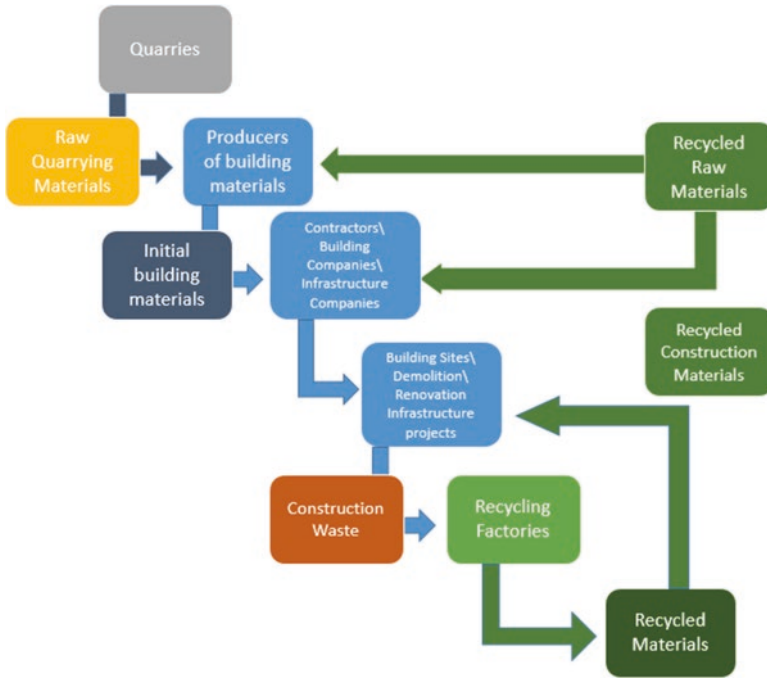 Quarries
Raw
Quarrying
Materials
Producers
of building
materials
Recycled
Raw
Materials
Initial
building
materials
Contractors\
Building
Companies\
Infrastructure
Companies
Recycled
Construction
Materials
Building Sites\
Demolition\
Renovation
Infrastructure
projects
Construction
Waste
Recycling
Factories
Recycled
Materials